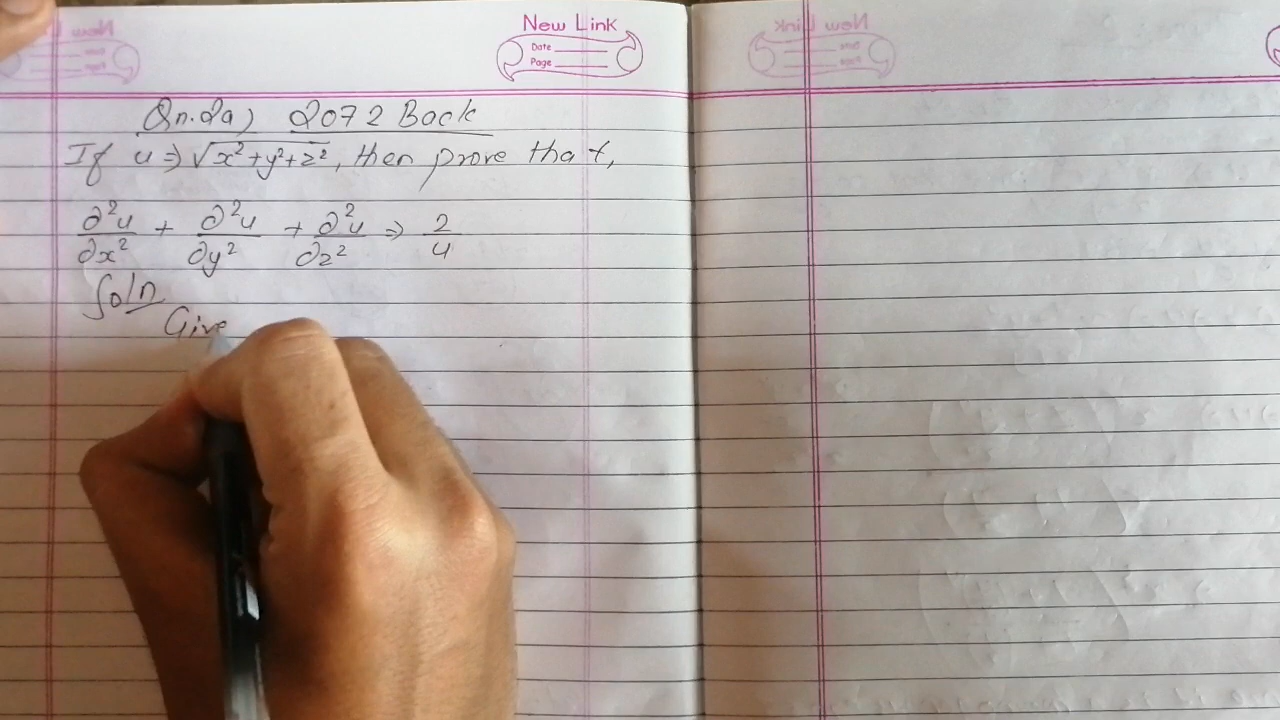 New Link
Date
Page
Qn.2a) 2072 Back
If u ⇒ √x²+y²+z², then prove that,
∂²u/∂x² + ∂²u/∂y² + ∂²u/∂z² ⇒ 2/u
Soln
Give